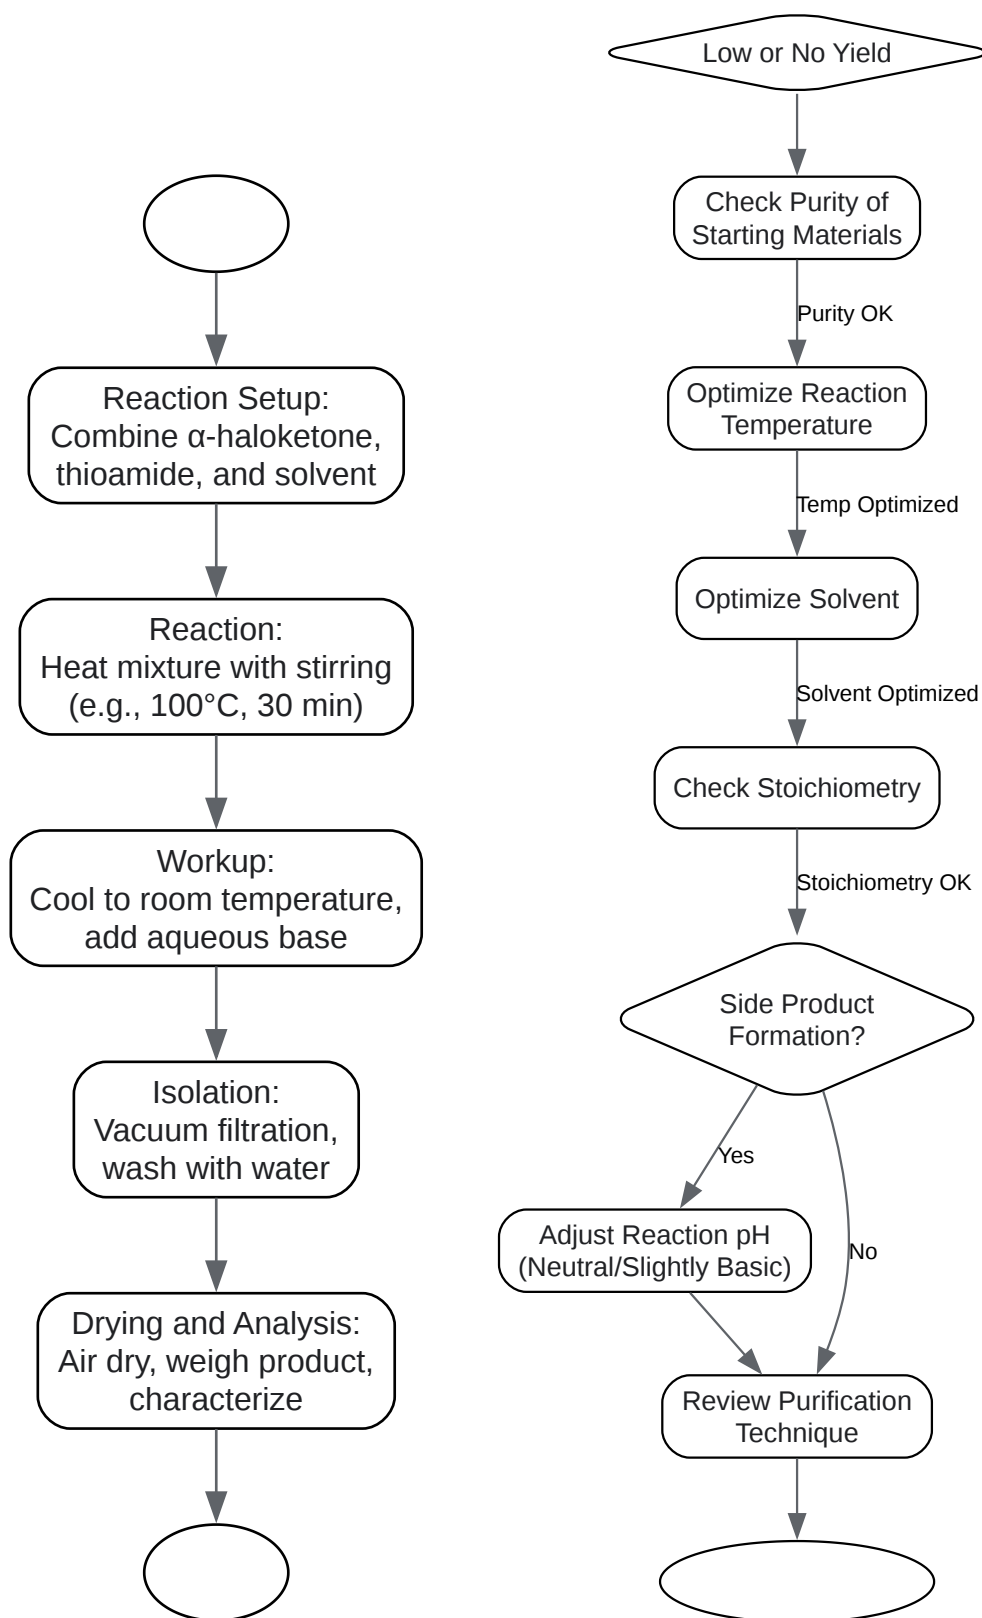 Reaction Setup:
Combine α-haloketone,
thioamide, and solvent
Reaction:
Heat mixture with stirring
(e.g., 100°C, 30 min)
Workup:
Cool to room temperature,
add aqueous base
Isolation:
Vacuum filtration,
wash with water
Drying and Analysis:
Air dry, weigh product,
characterize
Low or No Yield
Check Purity of
Starting Materials
Purity OK
Optimize Reaction
Temperature
Temp Optimized
Optimize Solvent
Solvent Optimized
Check Stoichiometry
Stoichiometry OK
Side Product
Formation?
Yes
Adjust Reaction pH
(Neutral/Slightly Basic)
No
Review Purification
Technique